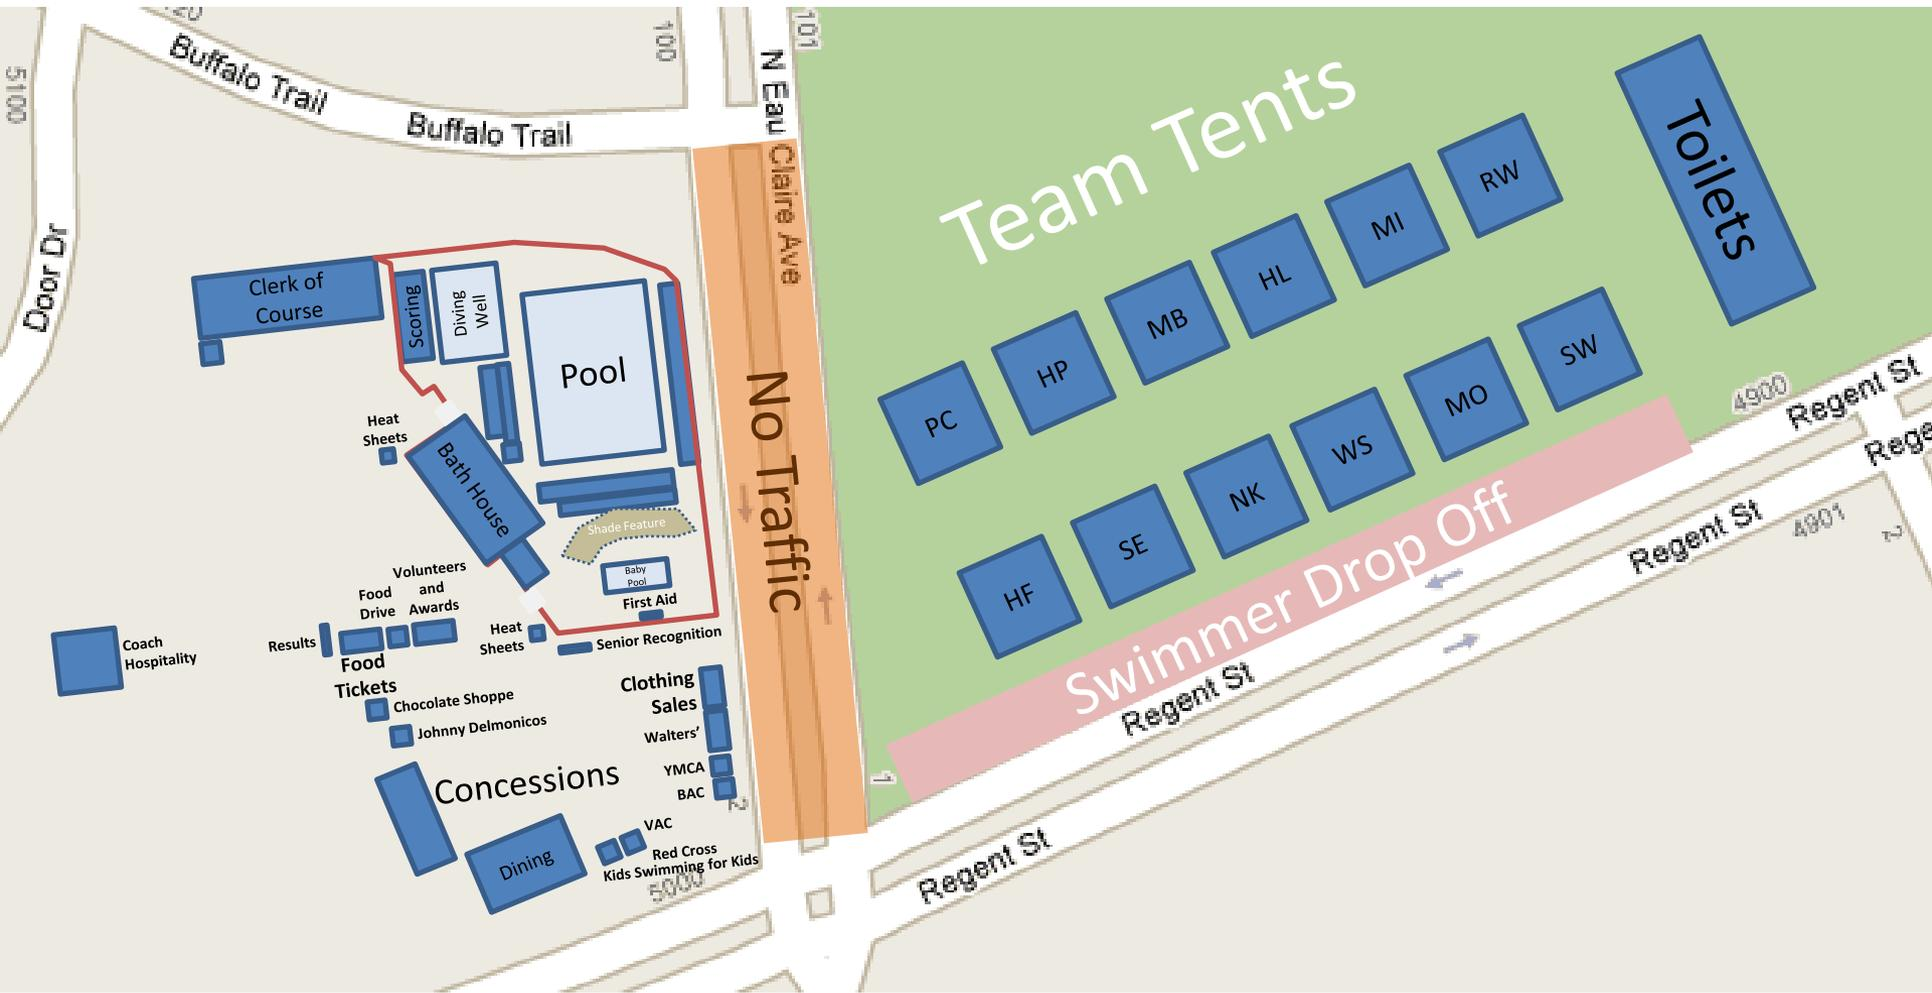 5100
Door Dr
Buffalo Trail
Buffalo Trail
100
101
N Eau Claire Ave
No Traffic
Team Tents
Toilets
RW
MI
HL
MB
HP
PC
SW
MO
WS
NK
SE
HF
Swimmer Drop Off
4900
Regent St
Regent St
Regent St
4901
2
Regent St
1
Clerk of
Course
Scoring
Diving
Well
Pool
Heat
Sheets
Bath House
Shade Feature
Baby
Pool
First Aid
Volunteers
and
Awards
Food
Drive
Results
Food
Tickets
Heat
Sheets
Senior Recognition
Coach
Hospitality
Chocolate Shoppe
Johnny Delmonicos
Clothing
Sales
Walters’
YMCA
BAC
2
Concessions
VAC
Red Cross
Kids Swimming for Kids
Dining
5000